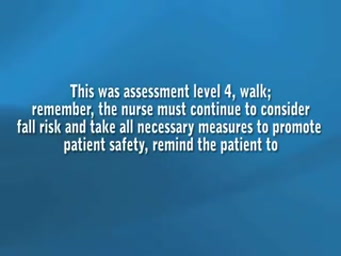 This was assessment level 4, walk;
remember, the nurse must continue to consider
fall risk and take all necessary measures to promote
patient safety, remind the patient to